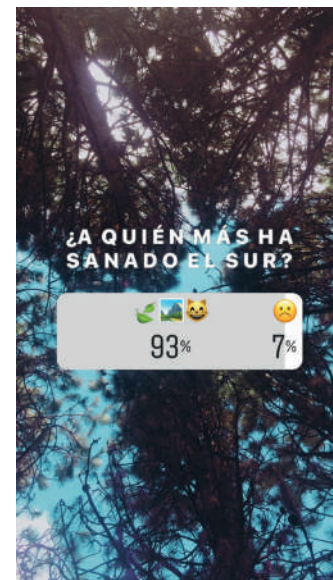 ¿A QUIÉN MÁS HA
SANADO EL SUR?
🍃🏞️😺 ☹️
93% 7%